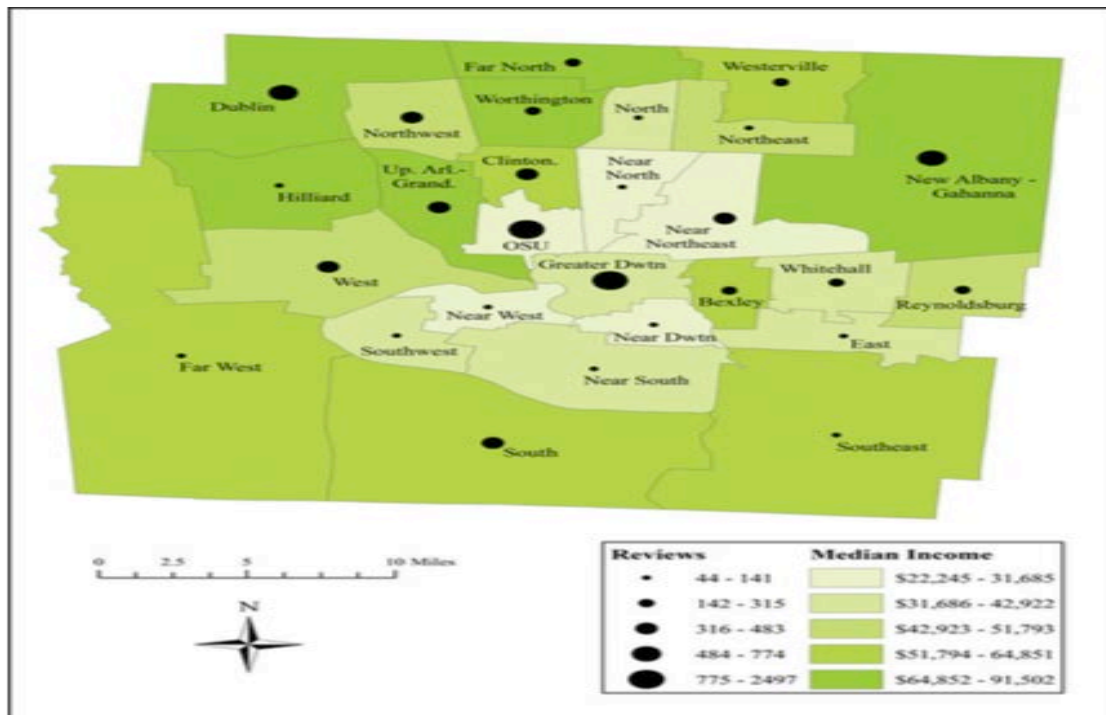 Far North
Westerville
Dublin
Worthington
North
Northwest
Northeast
Clinton.
Near
North
Up. Arl.-
Grand.
Hilliard
New Albany -
Gahanna
OSU
Near
Northeast
Greater Dwtn
Whitehall
West
Bexley
Reynoldsburg
Near West
Near Dwtn
East
Southwest
Far West
Near South
South
Southeast
0 2.5 5 10 Miles
N
Reviews Median Income
44 - 141 $22,245 - 31,685
142 - 315 $31,686 - 42,922
316 - 483 $42,923 - 51,793
484 - 774 $51,794 - 64,851
775 - 2497 $64,852 - 91,502